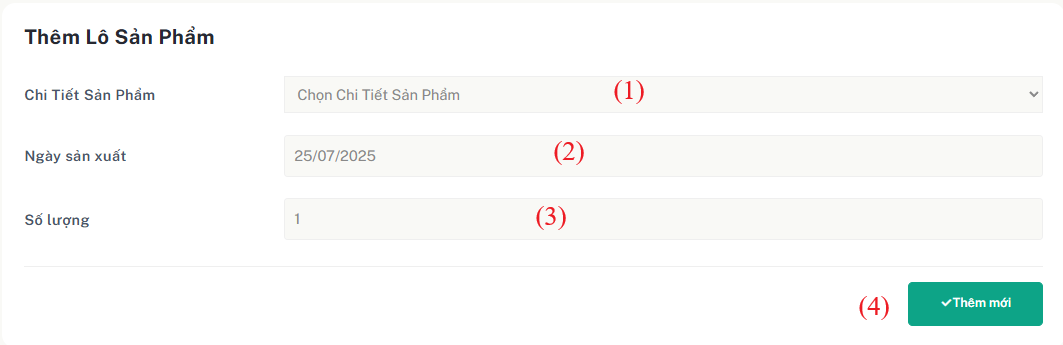 Thêm Lô Sản Phẩm
Chi Tiết Sản Phẩm Chọn Chi Tiết Sản Phẩm (1)
Ngày sản xuất 25/07/2025 (2)
Số lượng 1 (3)
(4) Thêm mới